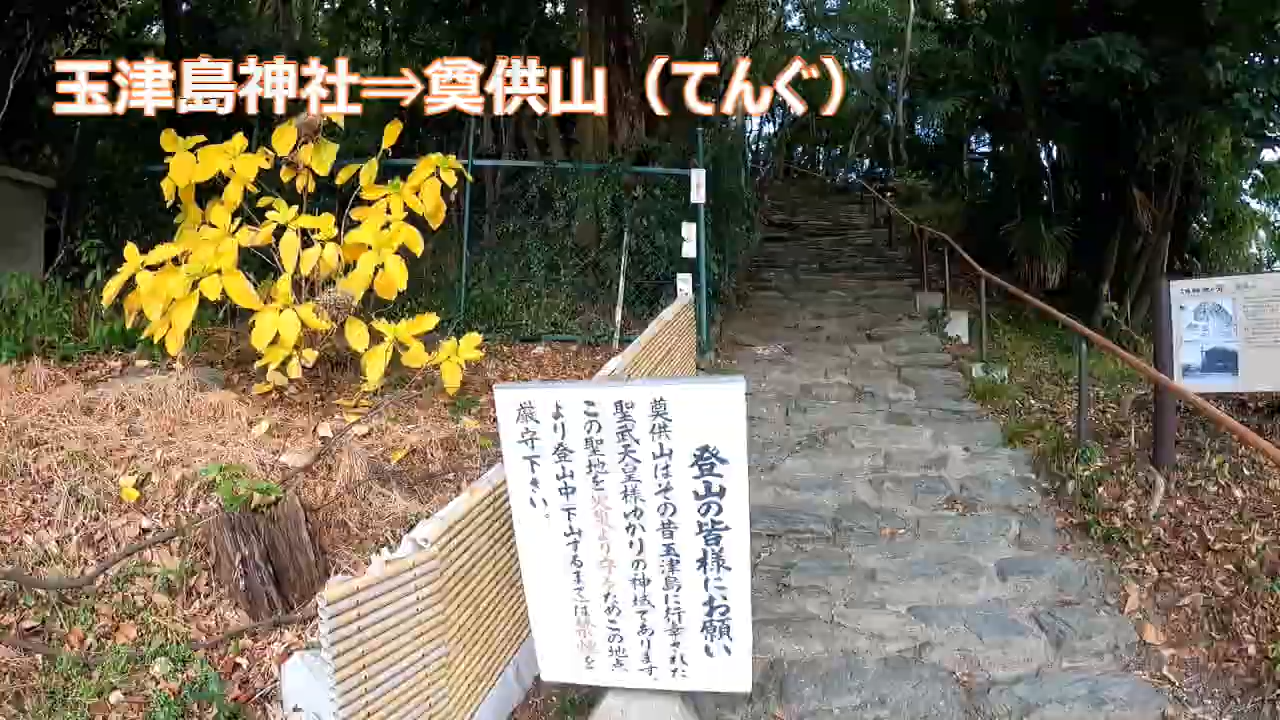 玉津島神社⇒奠供山（てんぐ）
登山の皆様にお願い
奠供山はその昔玉津島に行幸された
聖武天皇様ゆかりの神域であります。
この聖地を火災より守るためこの地点
より登山中一下山するまでは禁煙を
厳守下さい。